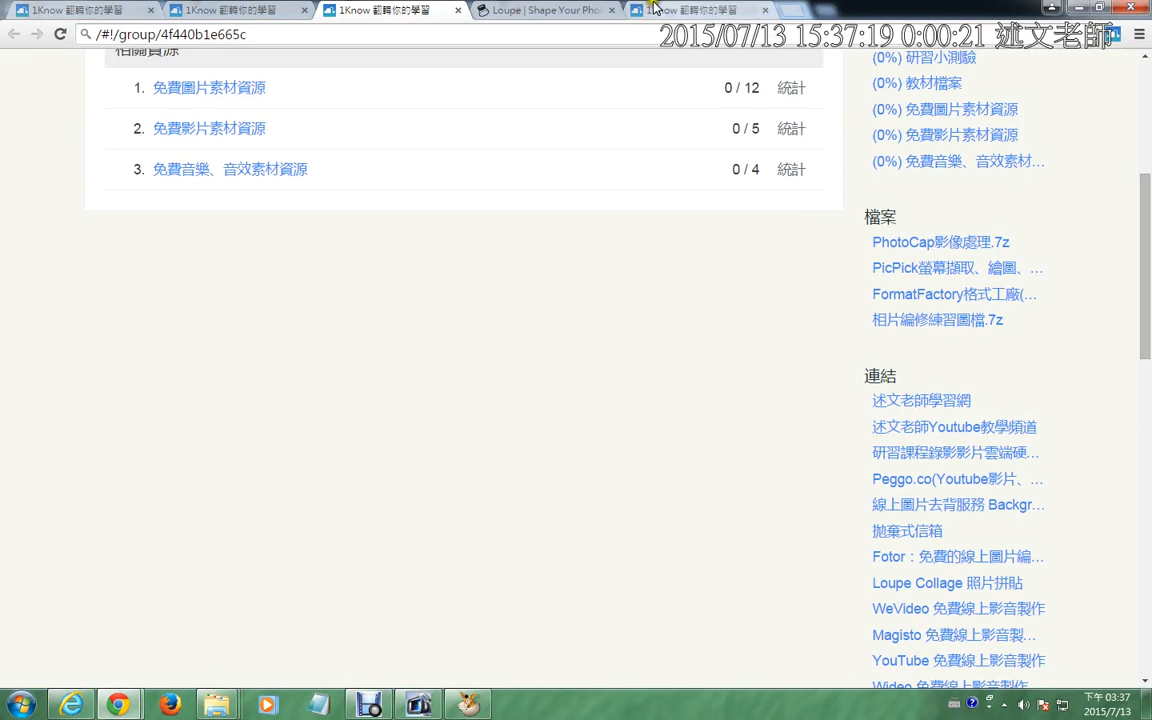 1Know 翻轉你的學習
1Know 翻轉你的學習
1Know 翻轉你的學習
Loupe | Shape Your Pho
1Know 翻轉你的學習
/#!/group/4f440b1e665c
2015/07/13 15:37:19 0:00:21 述文老師
相關資源
1. 免費圖片素材資源 0 / 12 統計
2. 免費影片素材資源 0 / 5 統計
3. 免費音樂、音效素材資源 0 / 4 統計
(0%) 研習小測驗
(0%) 教材檔案
(0%) 免費圖片素材資源
(0%) 免費影片素材資源
(0%) 免費音樂、音效素材…
檔案
PhotoCap影像處理.7z
PicPick螢幕擷取、繪圖、…
FormatFactory格式工廠(…
相片編修練習圖檔.7z
連結
述文老師學習網
述文老師Youtube教學頻道
研習課程錄影影片雲端硬…
Peggo.co(Youtube影片、…
線上圖片去背服務 Backgr…
拋棄式信箱
Fotor：免費的線上圖片編…
Loupe Collage 照片拼貼
WeVideo 免費線上影音製作
Magisto 免費線上影音製…
YouTube 免費線上影音製作
Wideo 免費線上影音製作
下午 03:37
2015/7/13